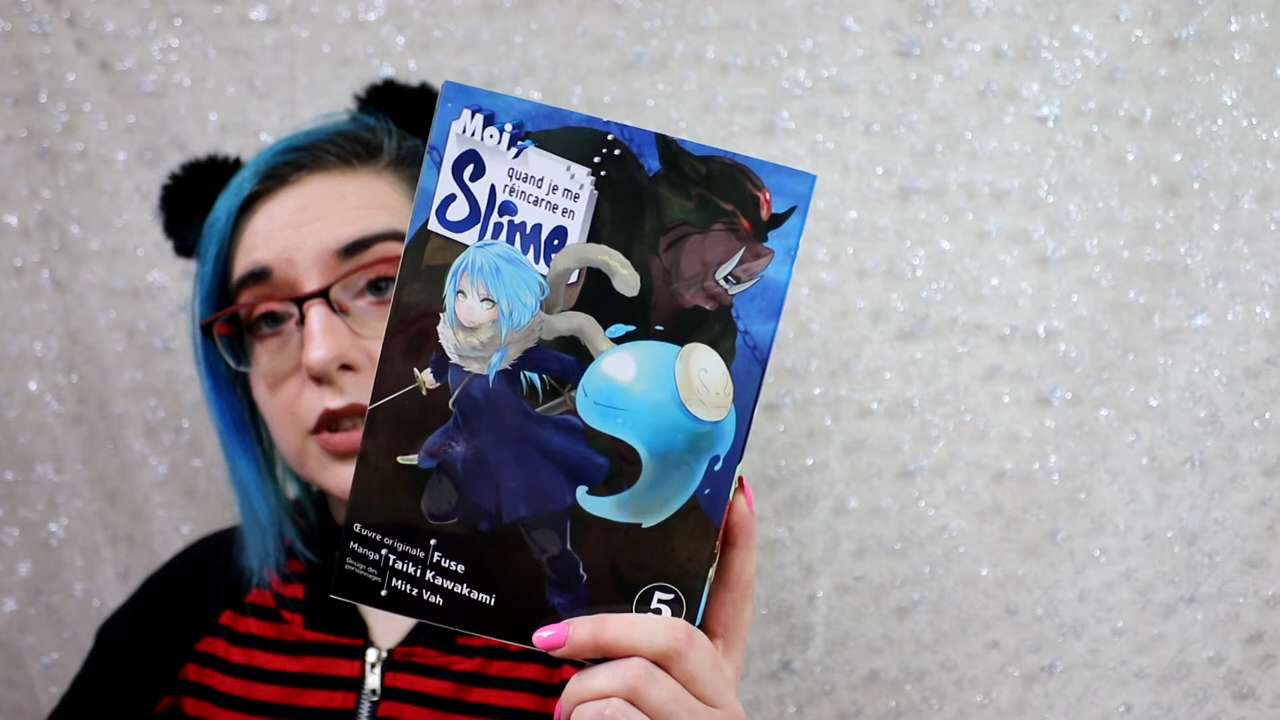 Moi,
quand je me
réincarne en
Slime
Œuvre originale Fuse
Manga Taiki Kawakami
Design des
personnages Mitz Vah
5